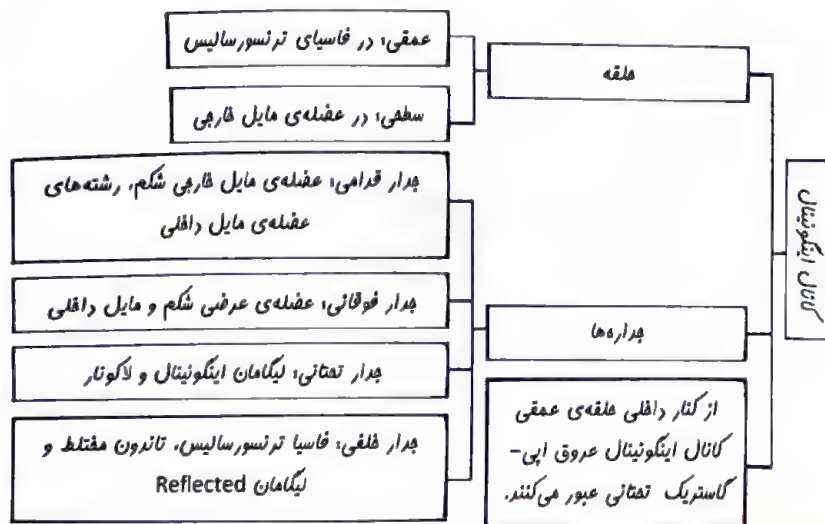 کانال اینگوئینال
حلقه
عمقی؛ در فاسیای ترنسورسالیس
سطحی؛ در عضله‌ی مایل خارجی
جداره‌ها
جدار قدامی؛ عضله‌ی مایل خارجی شکم، رشته‌های
عضله‌ی مایل داخلی
جدار فوقانی؛ عضله‌ی عرضی شکم و مایل داخلی
جدار تحتانی؛ لیگامان اینگوئینال و لاکونار
جدار خلفی؛ فاسیا ترنسورسالیس، تاندون مختلط و
لیگامان Reflected
از کنار داخلی حلقه‌ی عمقی
کانال اینگوئینال عروق اپی-
گاستریک تحتانی عبور می‌کنند.